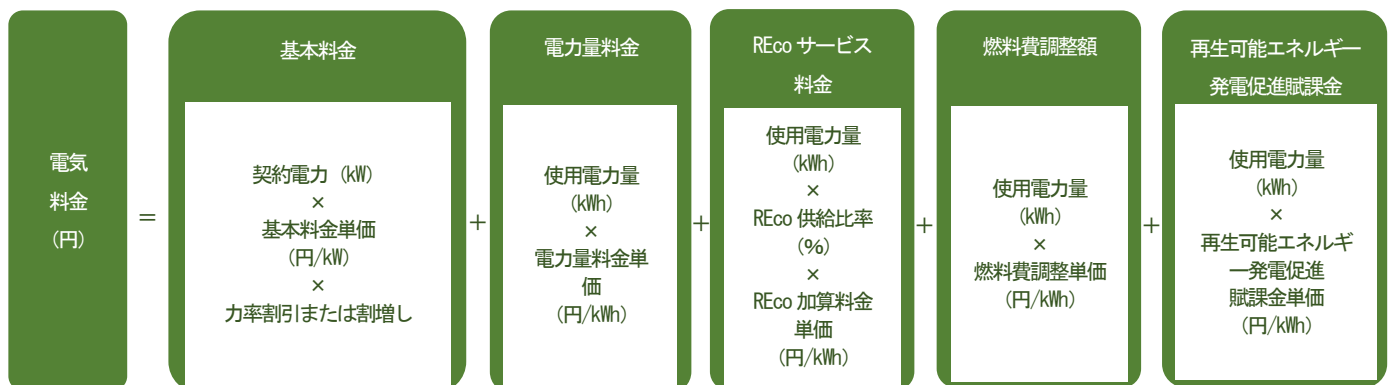 電気
料金
(円)
＝
基本料金
契約電力 (kW)
×
基本料金単価
(円/kW)
×
力率割引または割増し
＋
電力量料金
使用電力量
(kWh)
×
電力量料金単
価
(円/kWh)
＋
REco サービス
料金
使用電力量
(kWh)
×
REco 供給比率
(%)
×
REco 加算料金
単価
(円/kWh)
＋
燃料費調整額
使用電力量
(kWh)
×
燃料費調整単価
(円/kWh)
＋
再生可能エネルギー
発電促進賦課金
使用電力量
(kWh)
×
再生可能エネルギ
ー発電促進
賦課金単価
(円/kWh)